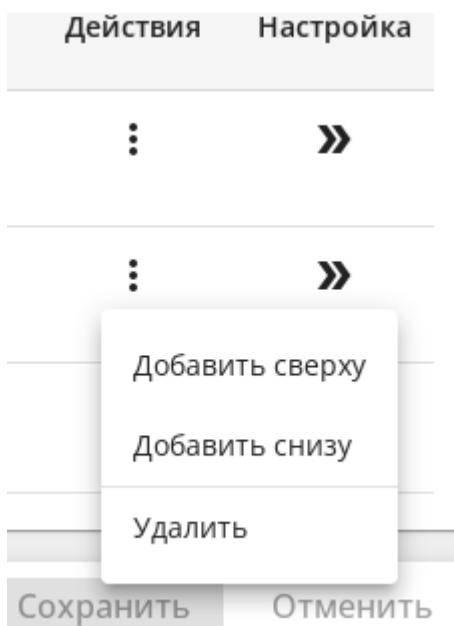 Действия Настройка
Добавить сверху
Добавить снизу
Удалить
Сохранить Отменить